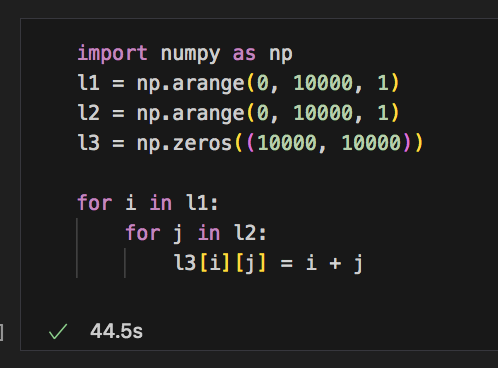 import numpy as np
l1 = np.arange(0, 10000, 1)
l2 = np.arange(0, 10000, 1)
l3 = np.zeros((10000, 10000))
for i in l1:
for j in l2:
l3[i][j] = i + j
]
✓ 44.5s